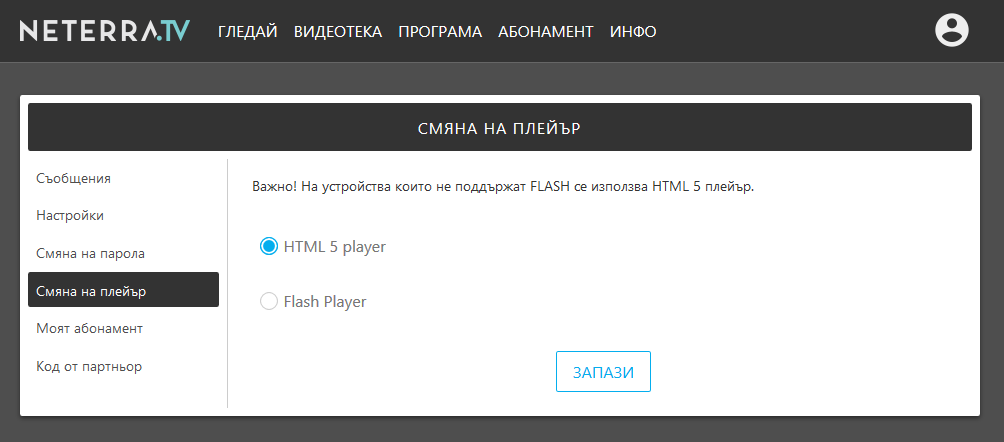 NETERRA.TV ГЛЕДАЙ ВИДЕОТЕКА ПРОГРАМА АБОНАМЕНТ ИНФО
СМЯНА НА ПЛЕЙЪР
Съобщения
Настройки
Смяна на парола
Смяна на плейър
Моят абонамент
Код от партньор
Важно! На устройства които не поддържат FLASH се използва HTML 5 плейър.
HTML 5 player
Flash Player
ЗАПАЗИ